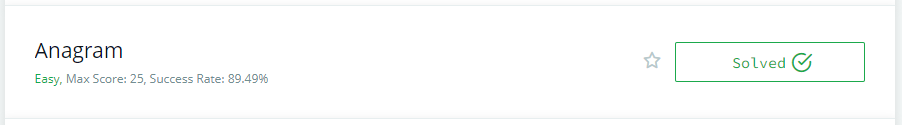 Anagram
Easy, Max Score: 25, Success Rate: 89.49%
Solved